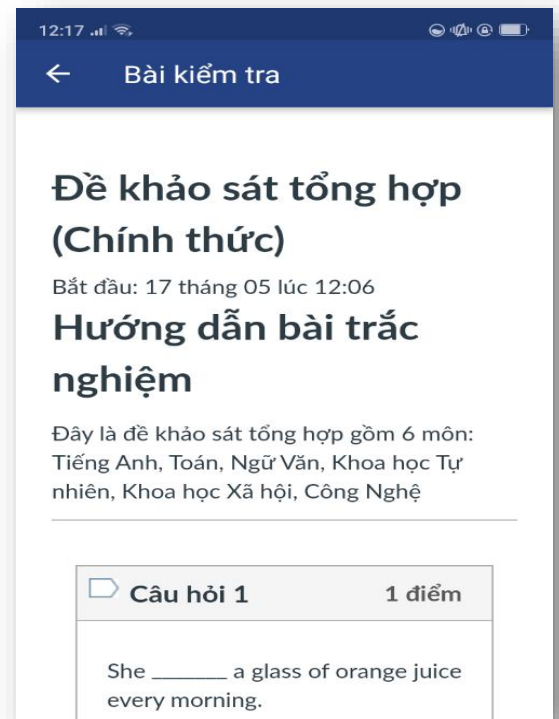 12:17
Bài kiểm tra
Đề khảo sát tổng hợp
(Chính thức)
Bắt đầu: 17 tháng 05 lúc 12:06
Hướng dẫn bài trắc
nghiệm
Đây là đề khảo sát tổng hợp gồm 6 môn:
Tiếng Anh, Toán, Ngữ Văn, Khoa học Tự
nhiên, Khoa học Xã hội, Công Nghệ
Câu hỏi 1 1 điểm
She _______ a glass of orange juice
every morning.